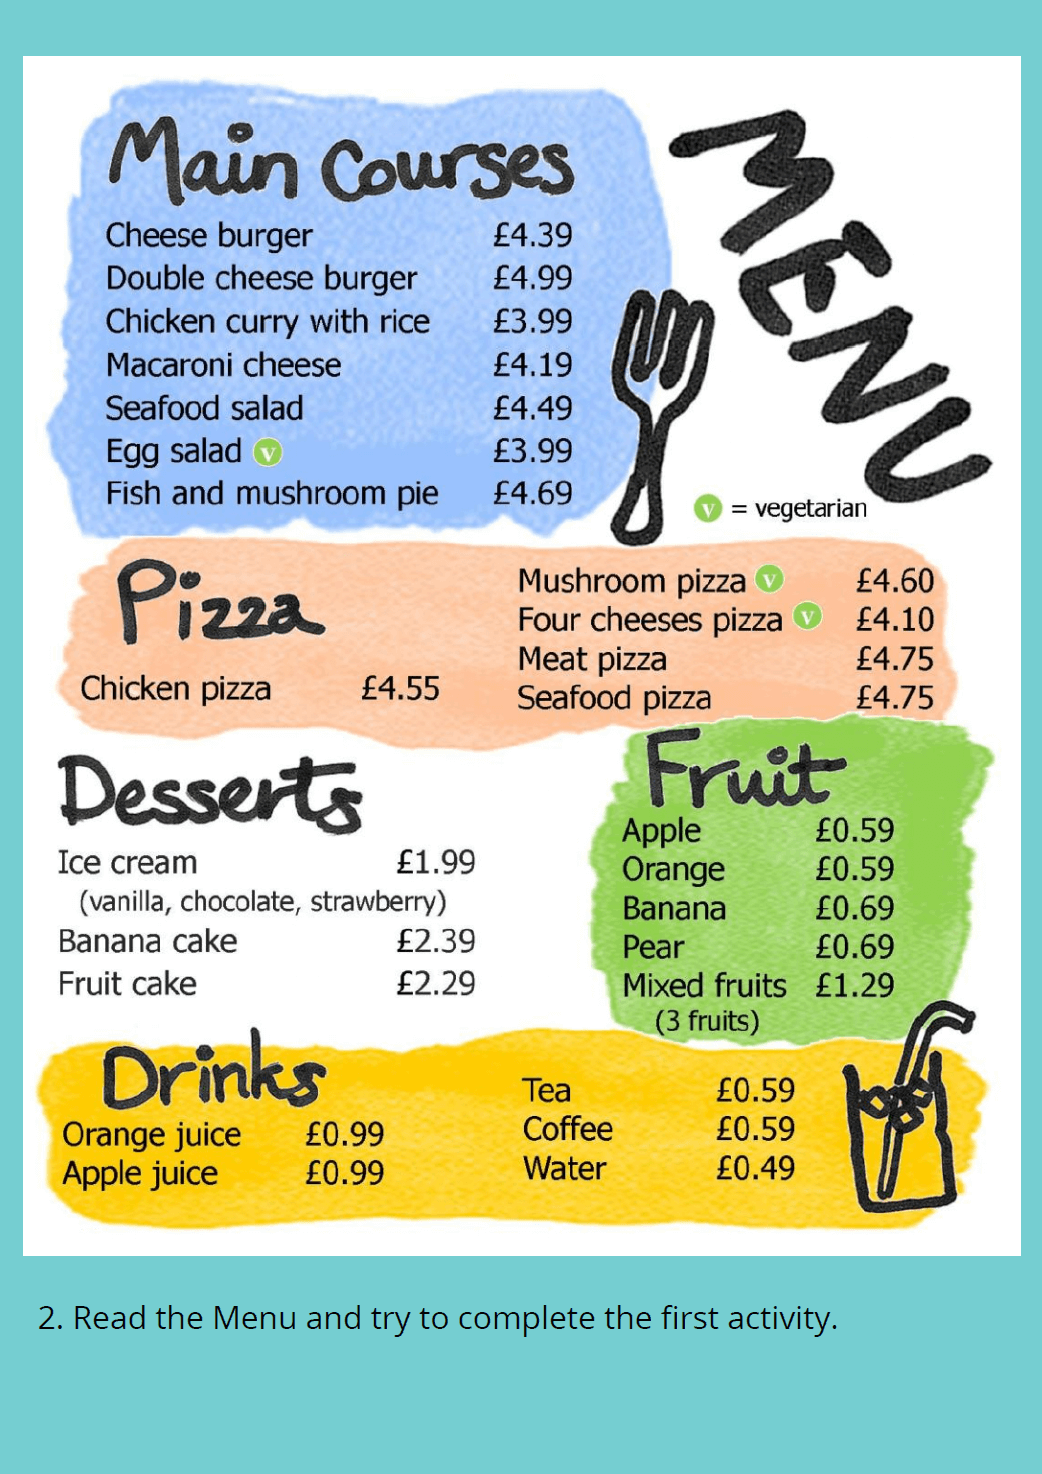 MENU
Main Courses
Cheese burger £4.39
Double cheese burger £4.99
Chicken curry with rice £3.99
Macaroni cheese £4.19
Seafood salad £4.49
Egg salad v £3.99
Fish and mushroom pie £4.69
v = vegetarian
Pizza
Chicken pizza £4.55
Mushroom pizza v £4.60
Four cheeses pizza v £4.10
Meat pizza £4.75
Seafood pizza £4.75
Desserts
Ice cream £1.99
(vanilla, chocolate, strawberry)
Banana cake £2.39
Fruit cake £2.29
Fruit
Apple £0.59
Orange £0.59
Banana £0.69
Pear £0.69
Mixed fruits £1.29
(3 fruits)
Drinks
Orange juice £0.99
Apple juice £0.99
Tea £0.59
Coffee £0.59
Water £0.49
2. Read the Menu and try to complete the first activity.